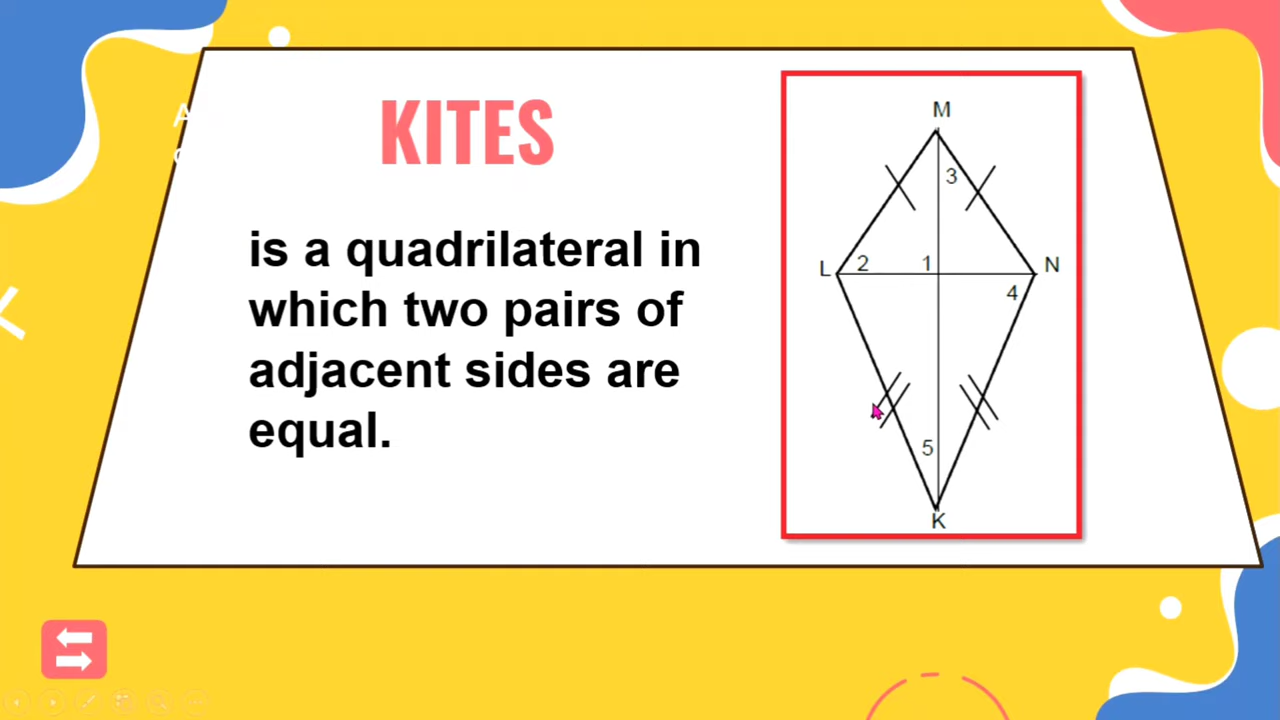 KITES
is a quadrilateral in
which two pairs of
adjacent sides are
equal.
M
3
L 2 1 N
4
5
K